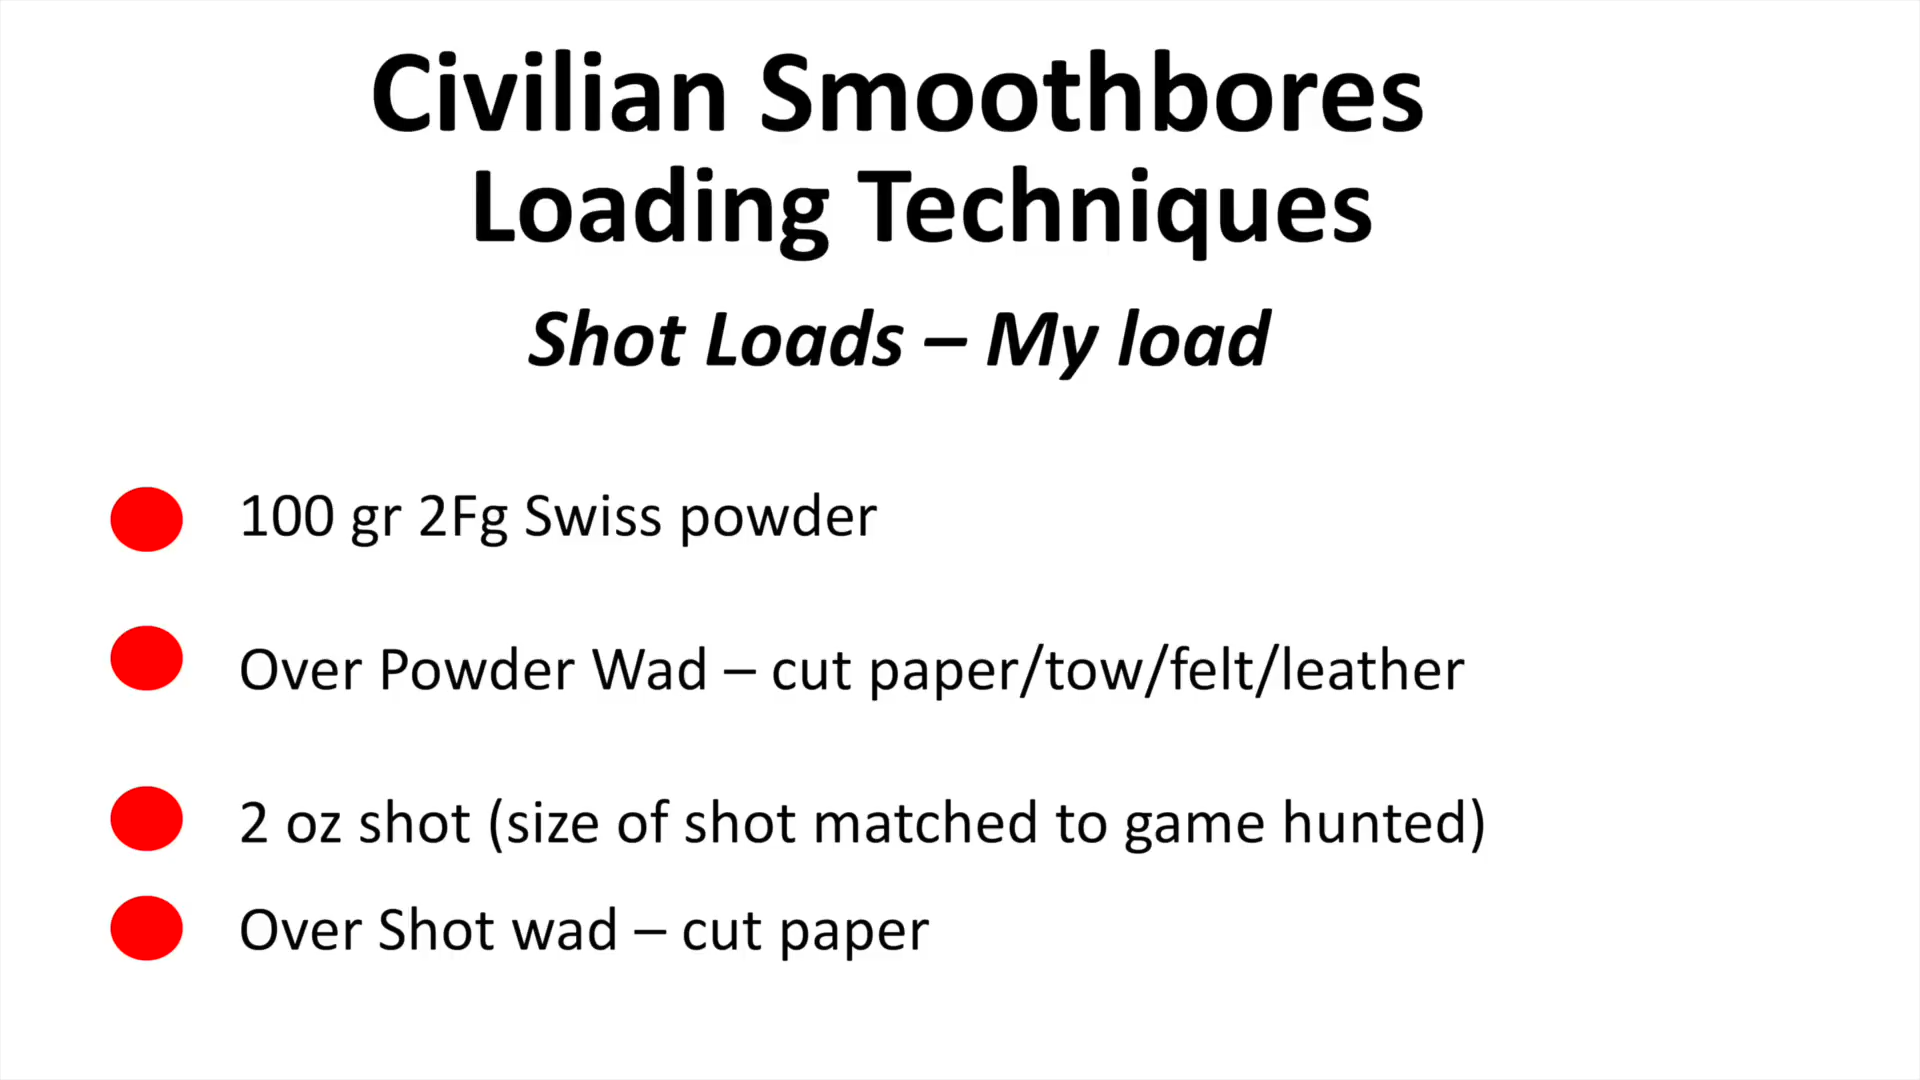 Civilian Smoothbores
Loading Techniques
Shot Loads – My load
100 gr 2Fg Swiss powder
Over Powder Wad – cut paper/tow/felt/leather
2 oz shot (size of shot matched to game hunted)
Over Shot wad – cut paper